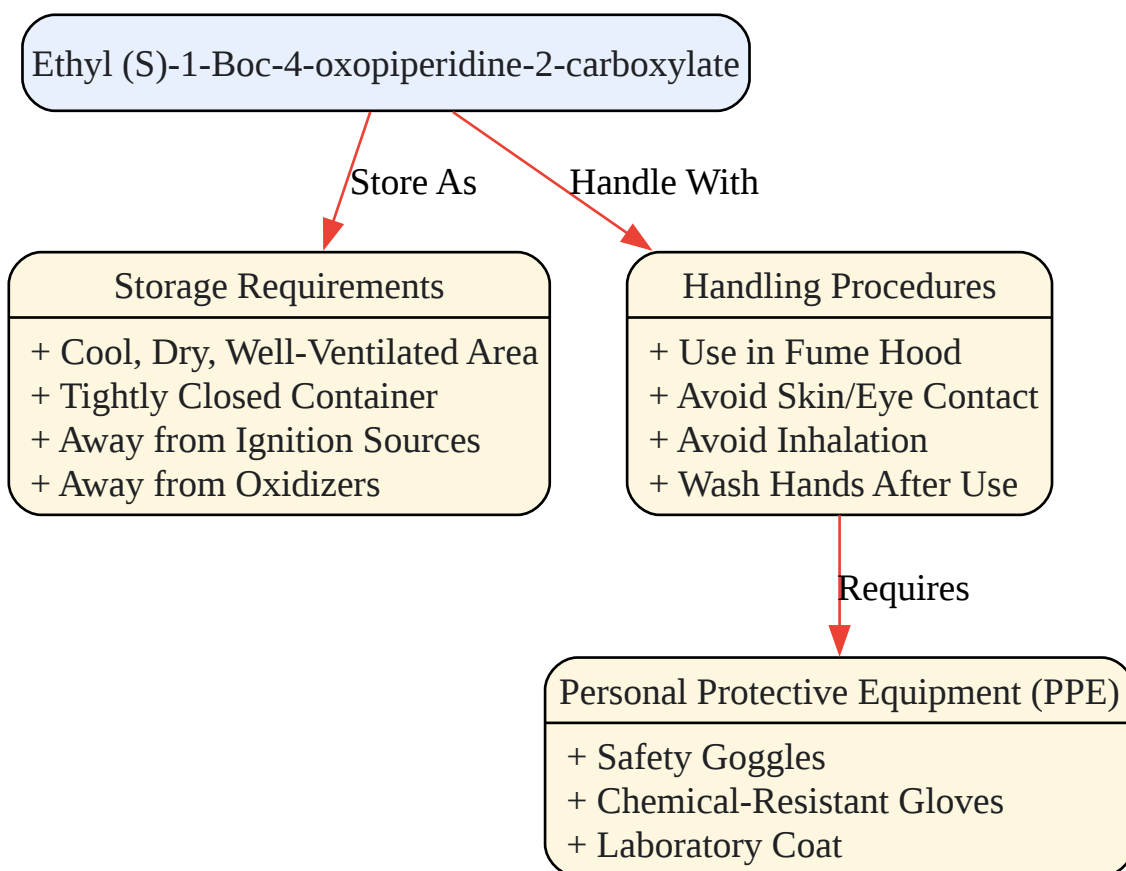 Ethyl (S)-1-Boc-4-oxopiperidine-2-carboxylate
Store As
Handle With
Storage Requirements
+ Cool, Dry, Well-Ventilated Area
+ Tightly Closed Container
+ Away from Ignition Sources
+ Away from Oxidizers
Handling Procedures
+ Use in Fume Hood
+ Avoid Skin/Eye Contact
+ Avoid Inhalation
+ Wash Hands After Use
Requires
Personal Protective Equipment (PPE)
+ Safety Goggles
+ Chemical-Resistant Gloves
+ Laboratory Coat